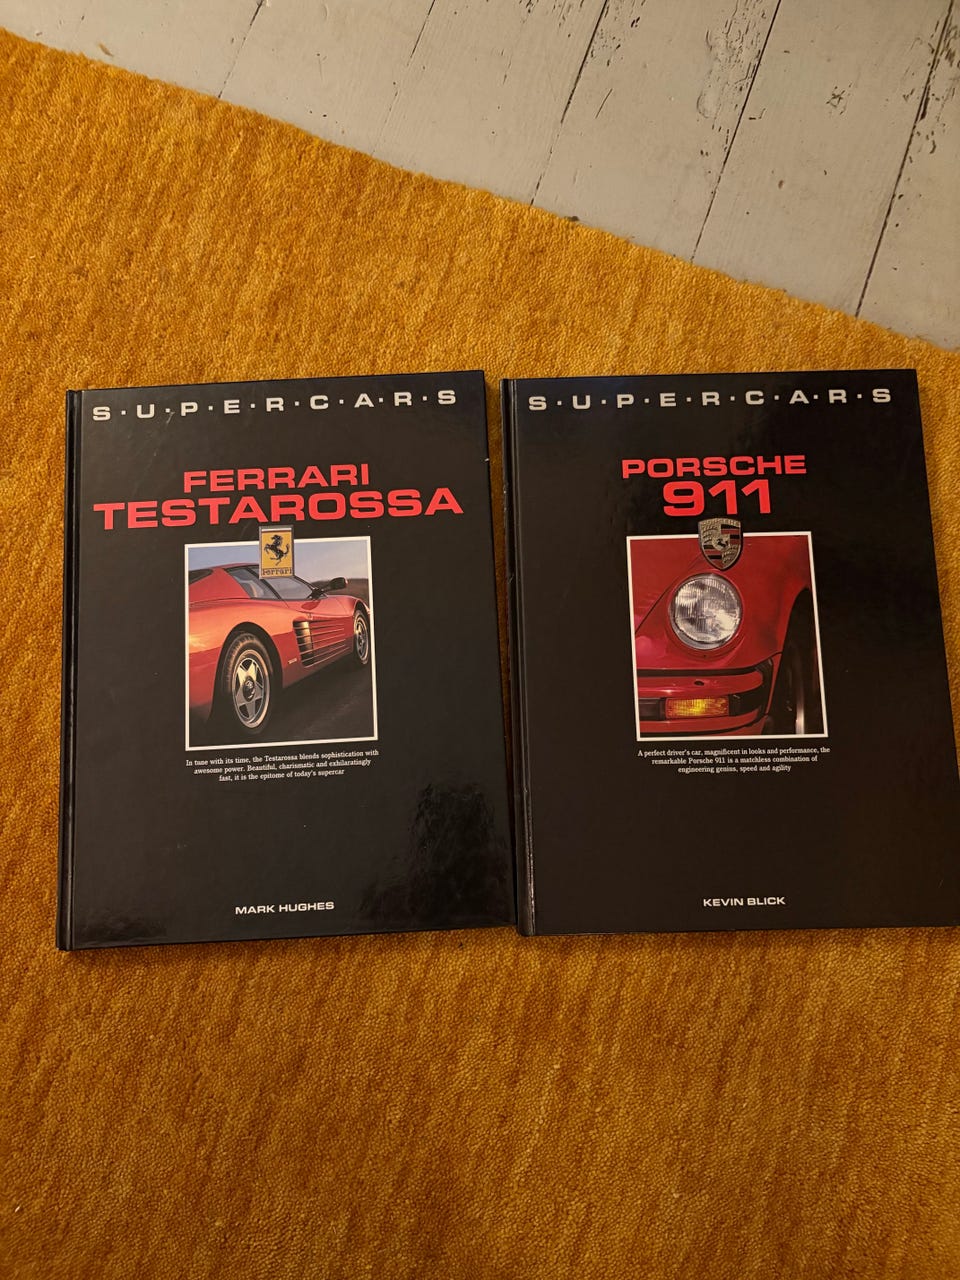 S·U·P·E·R·C·A·R·S
FERRARI
TESTAROSSA
Ferrari
In tune with its time, the Testarossa blends sophistication with
awesome power. Beautiful, charismatic and exhilaratingly
fast, it is the epitome of today's supercar
MARK HUGHES
S·U·P·E·R·C·A·R·S
PORSCHE
911
A perfect driver's car, magnificent in looks and performance, the
remarkable Porsche 911 is a matchless combination of
engineering genius, speed and agility
KEVIN BLICK